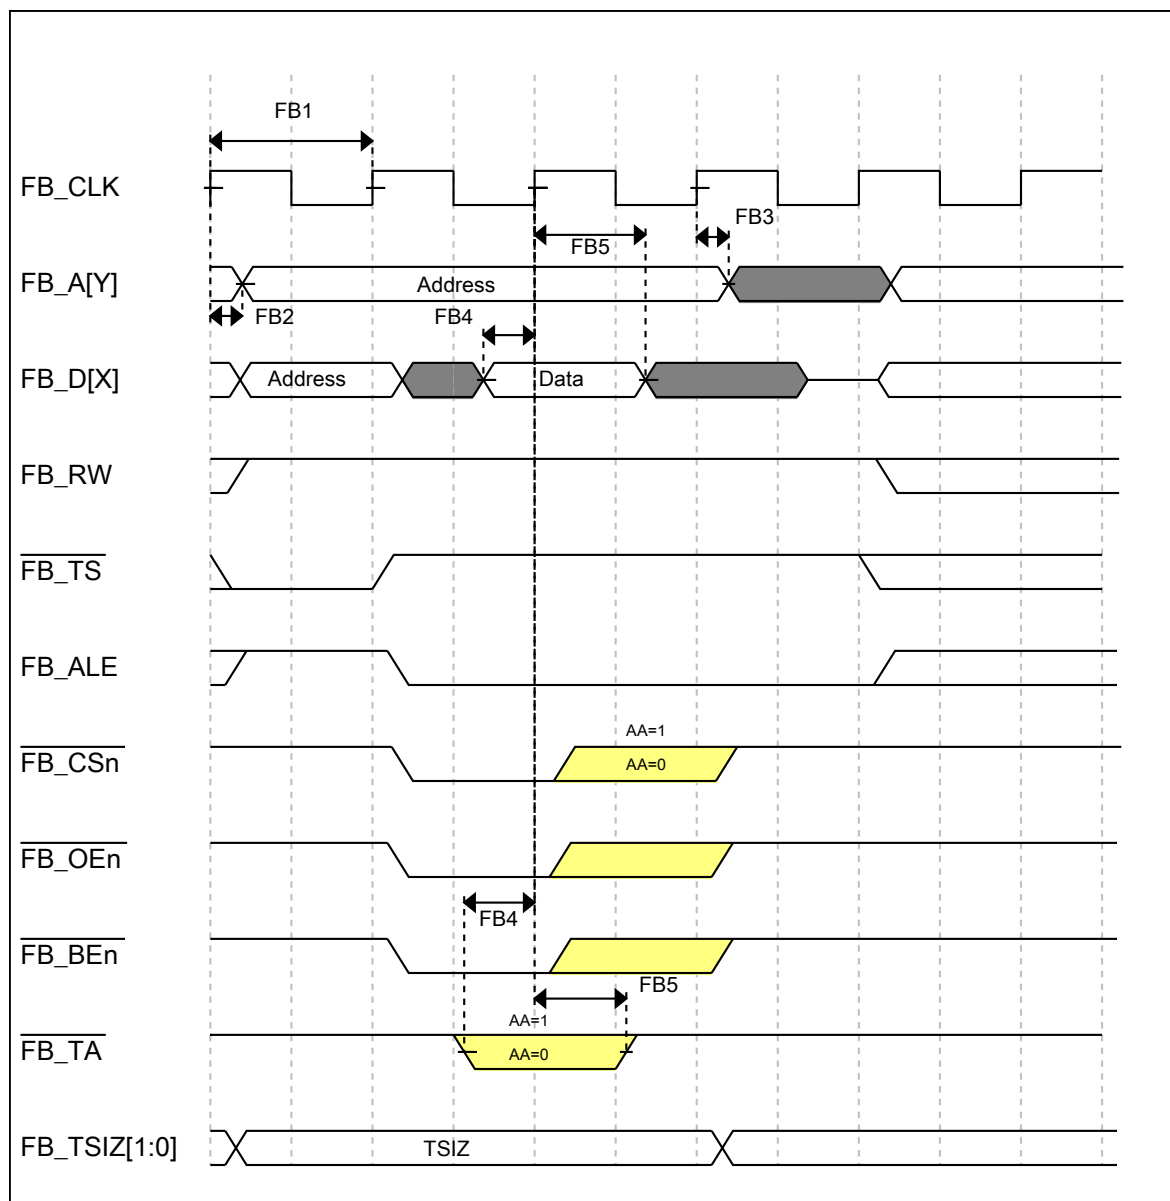 FB1
FB_CLK
FB3
FB5
FB_A[Y]
Address
FB2
FB4
FB_D[X]
Address
Data
FB_RW
FB_TS
FB_ALE
AA=1
FB_CSn
AA=0
FB_OEn
FB4
FB_BEn
FB5
AA=1
FB_TA
AA=0
FB_TSIZ[1:0]
TSIZ